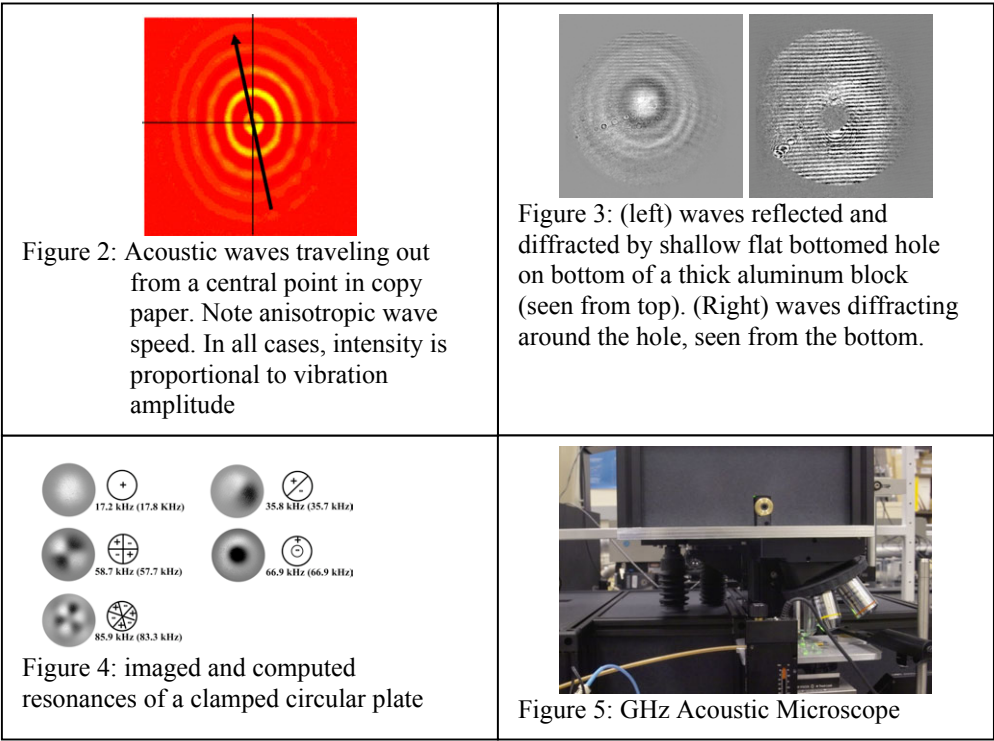 Figure 2: Acoustic waves traveling out
from a central point in copy
paper. Note anisotropic wave
speed. In all cases, intensity is
proportional to vibration
amplitude
Figure 3: (left) waves reflected and
diffracted by shallow flat bottomed hole
on bottom of a thick aluminum block
(seen from top). (Right) waves diffracting
around the hole, seen from the bottom.
+
17.2 kHz (17.8 KHz)
+
-
35.8 kHz (35.7 kHz)
+ -
- +
58.7 kHz (57.7 kHz)
+
-
66.9 kHz (66.9 kHz)
85.9 kHz (83.3 kHz)
Figure 4: imaged and computed
resonances of a clamped circular plate
Figure 5: GHz Acoustic Microscope